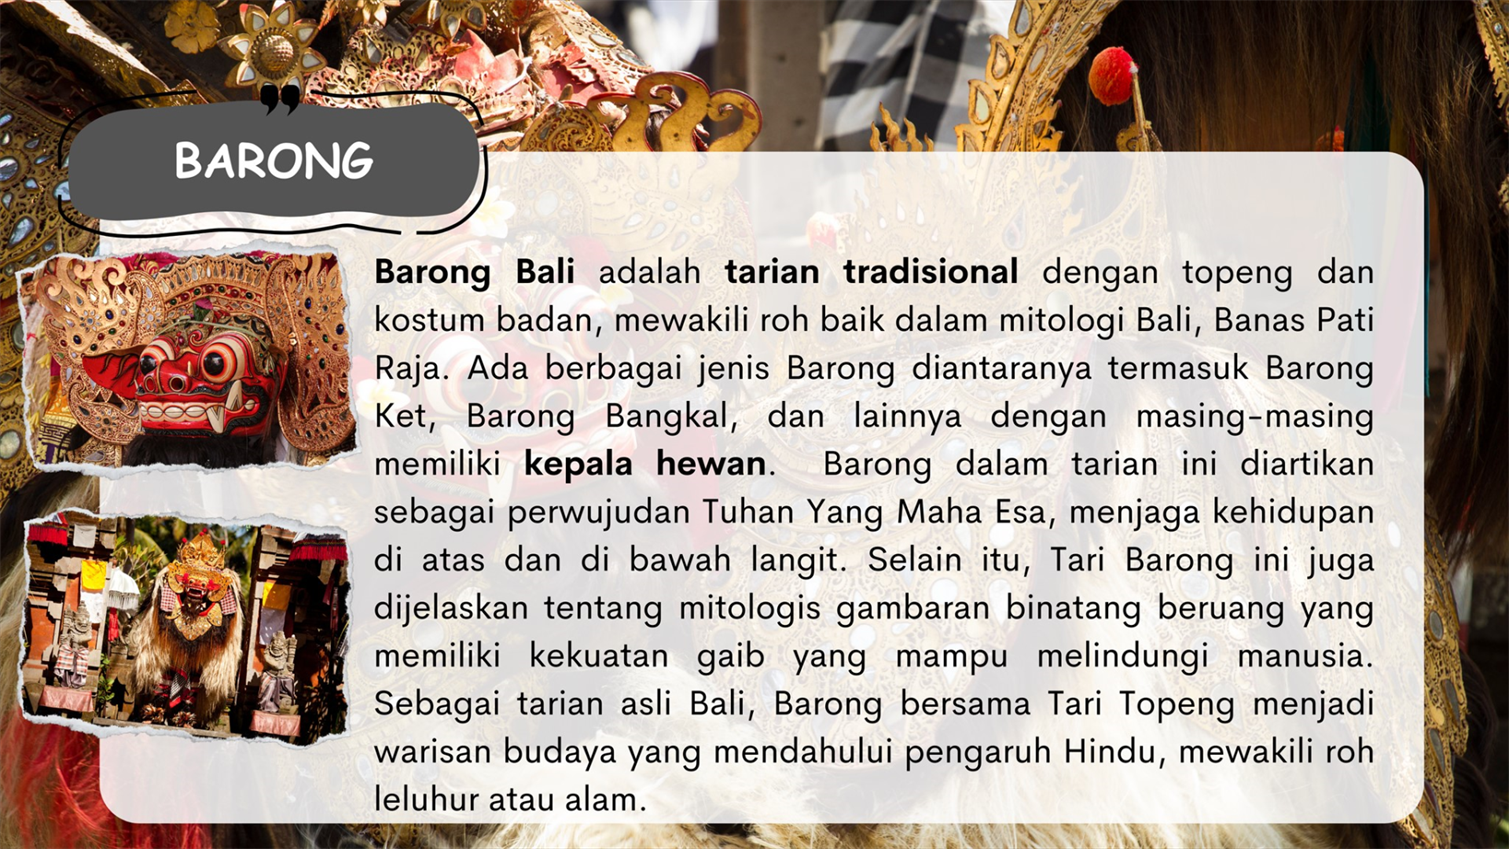 BARONG
Barong Bali adalah tarian tradisional dengan topeng dan
kostum badan, mewakili roh baik dalam mitologi Bali, Banas Pati
Raja. Ada berbagai jenis Barong diantaranya termasuk Barong
Ket, Barong Bangkal, dan lainnya dengan masing-masing
memiliki kepala hewan. Barong dalam tarian ini diartikan
sebagai perwujudan Tuhan Yang Maha Esa, menjaga kehidupan
di atas dan di bawah langit. Selain itu, Tari Barong ini juga
dijelaskan tentang mitologis gambaran binatang beruang yang
memiliki kekuatan gaib yang mampu melindungi manusia.
Sebagai tarian asli Bali, Barong bersama Tari Topeng menjadi
warisan budaya yang mendahului pengaruh Hindu, mewakili roh
leluhur atau alam.